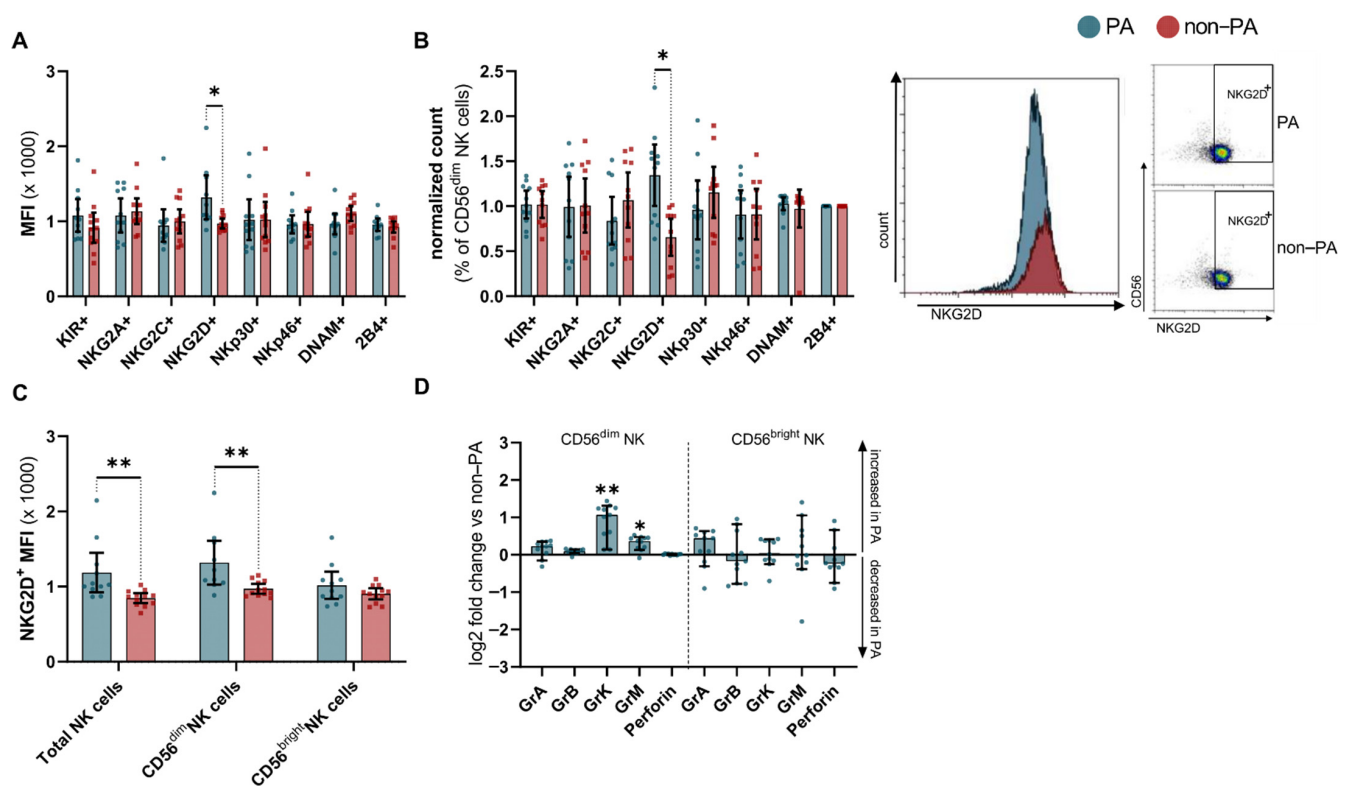 PA
non–PA
A
MFI (x 1000)
3
2
1
0
*
KIR+
NKG2A+
NKG2C+
NKG2D+
NKp30+
NKp46+
DNAM+
2B4+
B
normalized count
(% of CD56dim NK cells)
2.5
2.0
1.5
1.0
0.5
0.0
*
KIR+
NKG2A+
NKG2C+
NKG2D+
NKp30+
NKp46+
DNAM+
2B4+
count
NKG2D
NKG2D+
PA
NKG2D+
non–PA
CD56
NKG2D
C
NKG2D+ MFI (x 1000)
3
2
1
0
**
**
Total NK cells
CD56dim NK cells
CD56bright NK cells
D
log2 fold change vs non–PA
3
2
1
0
−1
−2
−3
CD56dim NK
CD56bright NK
**
*
GrA
GrB
GrK
GrM
Perforin
GrA
GrB
GrK
GrM
Perforin
increased in PA
decreased in PA